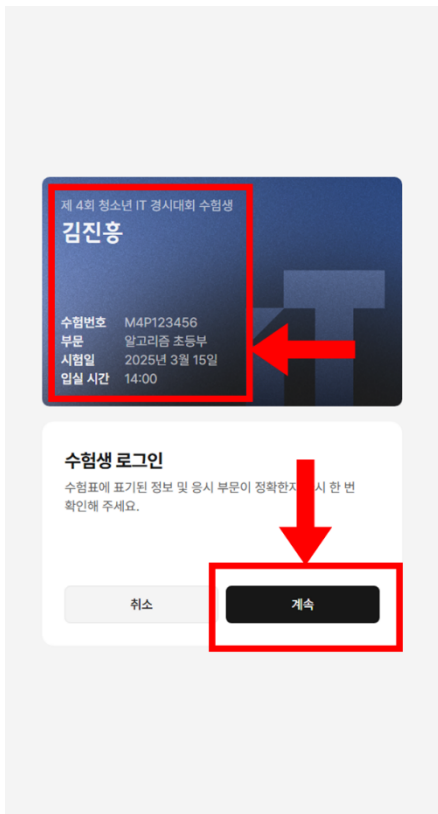 제 4회 청소년 IT 경시대회 수험생
김진흥
수험번호 M4P123456
부문 알고리즘 초등부
시험일 2025년 3월 15일
입실 시간 14:00
수험생 로그인
수험표에 표기된 정보 및 응시 부문이 정확한지 시 한 번
확인해 주세요.
취소
계속